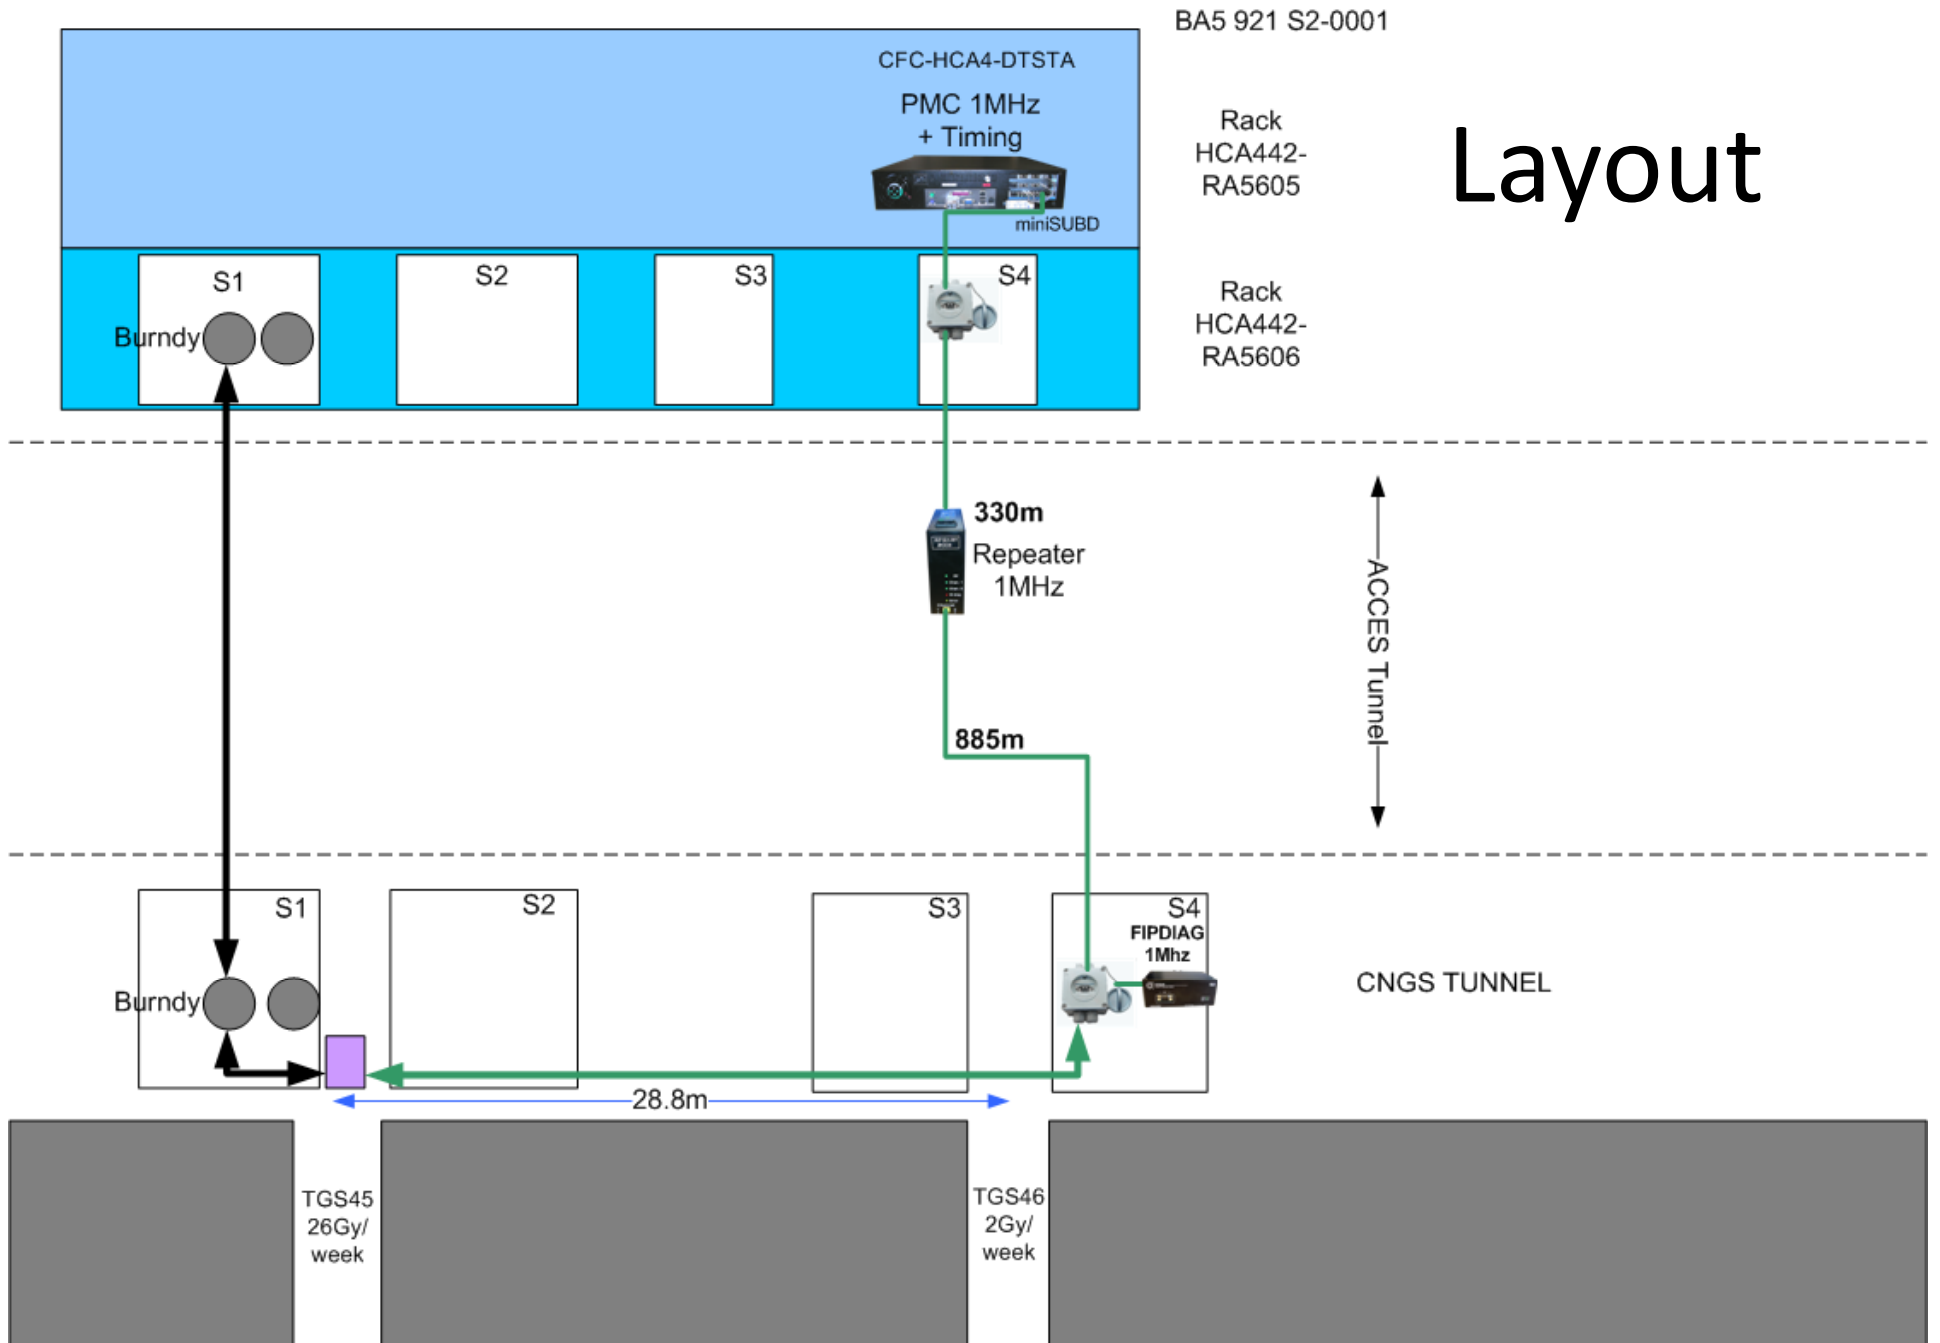 BA5 921 S2-0001
CFC-HCA4-DTSTA
PMC 1MHz
+ Timing
miniSUBD
Rack
HCA442-
RA5605
Layout
S1
S2
S3
S4
Burndy
Rack
HCA442-
RA5606
330m
Repeater
1MHz
885m
ACCES Tunnel
S1
S2
S3
S4
FIPDIAG
1Mhz
Burndy
CNGS TUNNEL
28.8m
TGS45
26Gy/
week
TGS46
2Gy/
week